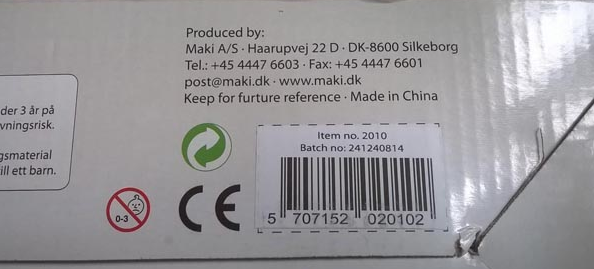 Produced by:
Maki A/S · Haarupvej 22 D · DK-8600 Silkeborg
Tel.: +45 4447 6603 · Fax: +45 4447 6601
post@maki.dk · www.maki.dk
Keep for furture reference · Made in China
der 3 år på
vningsrisk.
gsmaterial
ill ett barn.
0-3
CE
Item no. 2010
Batch no: 241240814
5 707152 020102